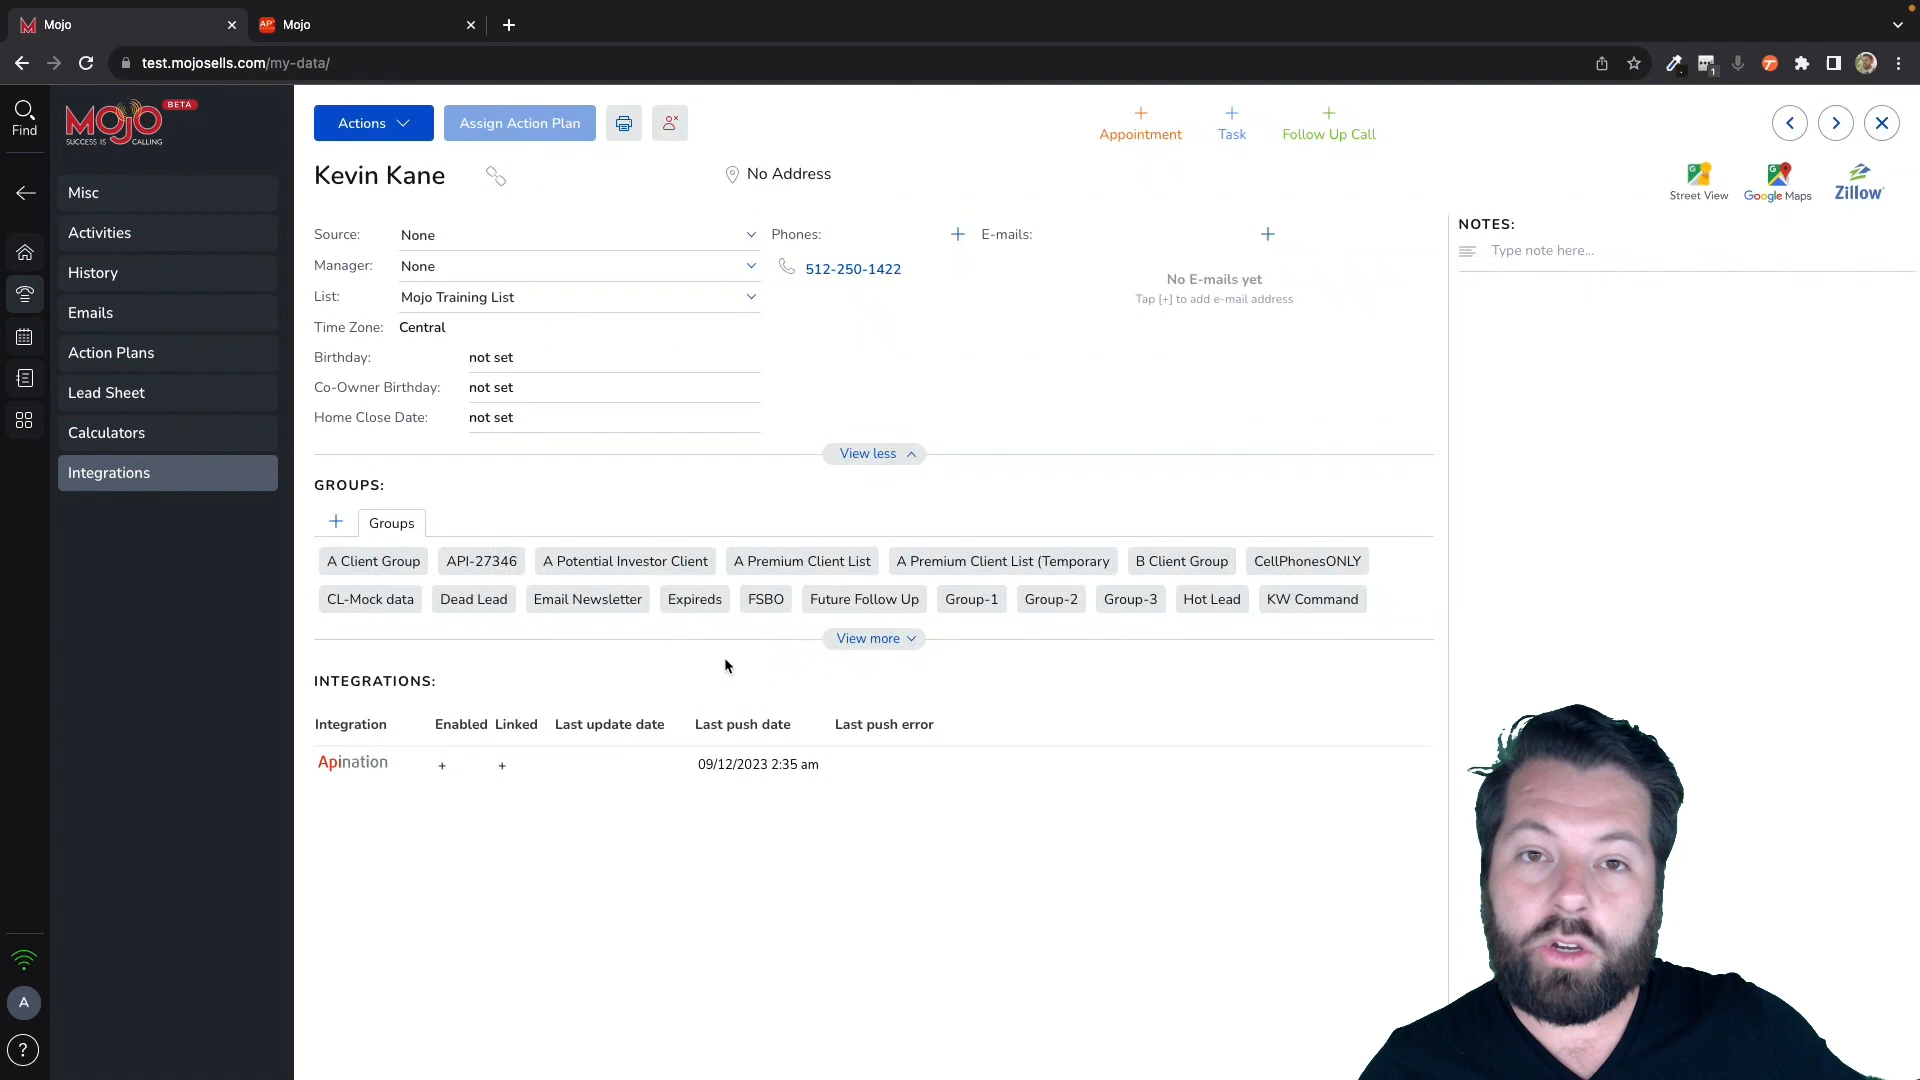 Mojo
API
Mojo
test.mojosells.com/my-data/
1
Find
MOJO BETA
SUCCESS IS CALLING
Misc
Activities
History
Emails
Action Plans
Lead Sheet
Calculators
Integrations
A
?
Actions
Assign Action Plan
Appointment
Task
Follow Up Call
Kevin Kane
No Address
Street View
Google Maps
Zillow
Source: None
Manager: None
List: Mojo Training List
Time Zone: Central
Birthday: not set
Co-Owner Birthday: not set
Home Close Date: not set
Phones:
512-250-1422
E-mails:
No E-mails yet
Tap [+] to add e-mail address
NOTES:
Type note here...
View less
GROUPS:
+ Groups
A Client Group API-27346 A Potential Investor Client A Premium Client List A Premium Client List (Temporary B Client Group CellPhonesONLY
CL-Mock data Dead Lead Email Newsletter Expireds FSBO Future Follow Up Group-1 Group-2 Group-3 Hot Lead KW Command
View more
INTEGRATIONS:
Integration Enabled Linked Last update date Last push date Last push error
Apination + + 09/12/2023 2:35 am